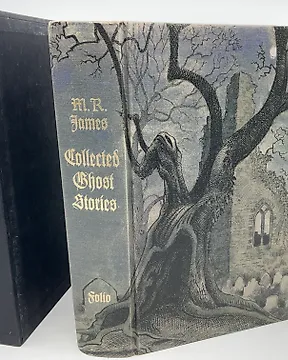 M. R.
James
Collected
Ghost
Stories
Folio